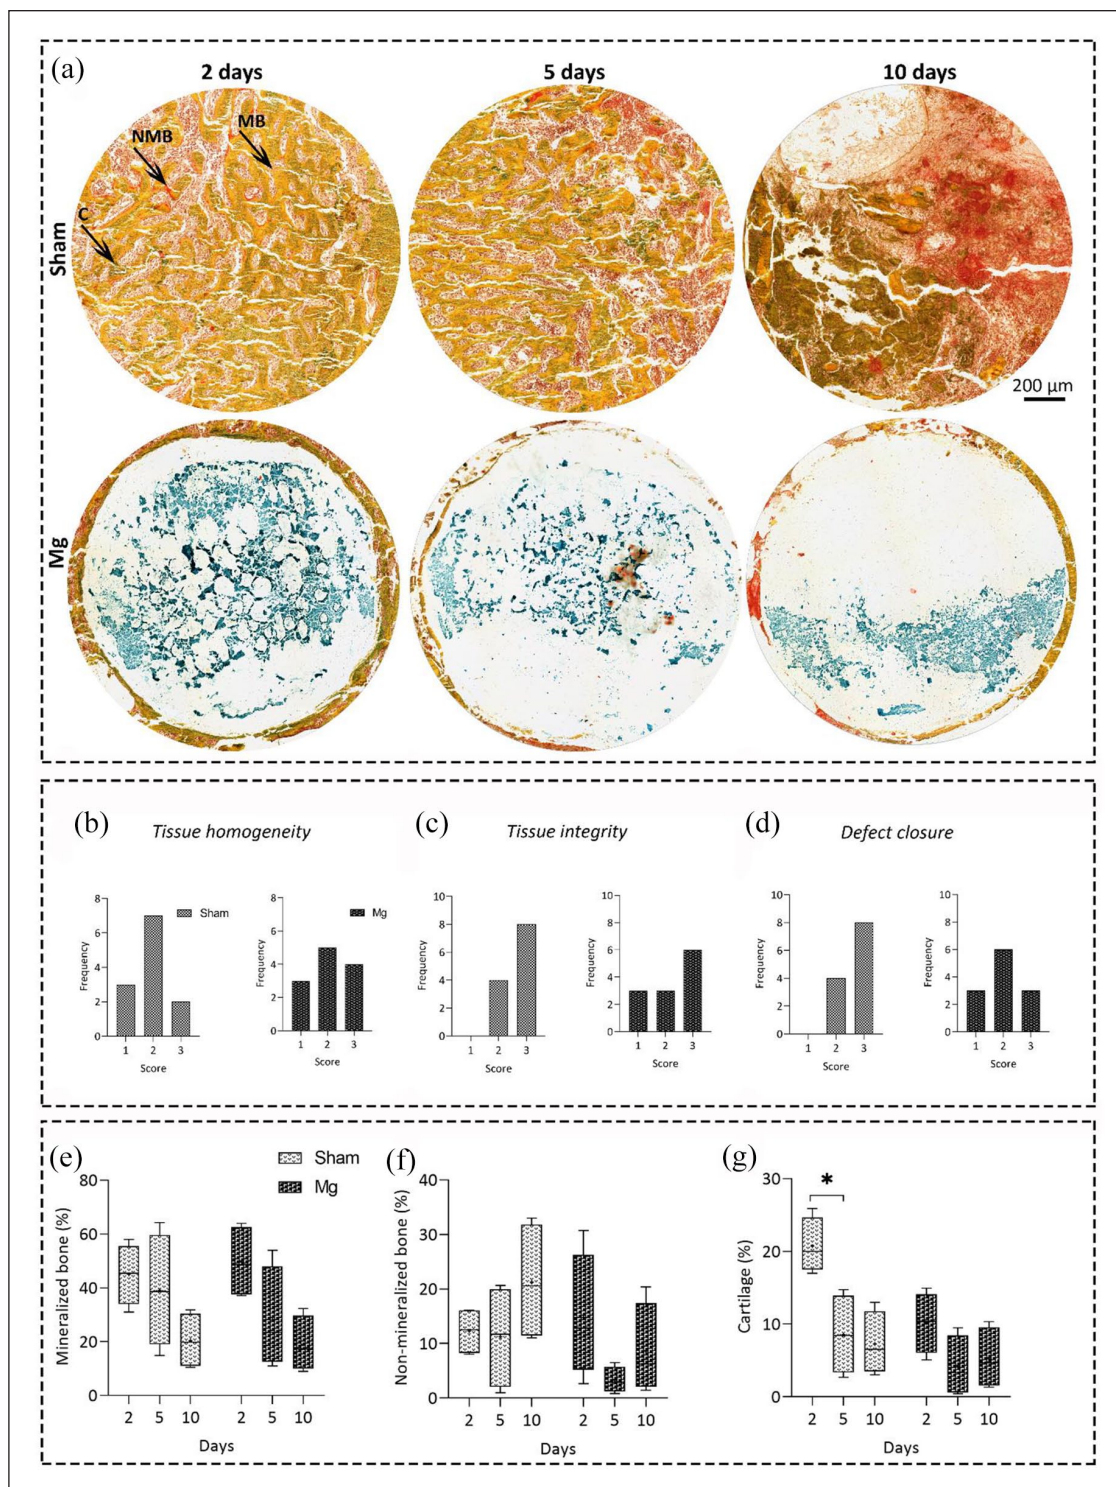 (a)
2 days 5 days 10 days
NMB MB
C
Sham
200 µm
Mg
(b) Tissue homogeneity (c) Tissue integrity (d) Defect closure
8 8 10 10 10 10
Sham Mg
6 6 8 8 8 8
4 4 6 6 6 6
2 2 4 4 4 4
0 0 2 2 2 2
0 0 0 0
Frequency Frequency Frequency Frequency Frequency Frequency
1 2 3 1 2 3 1 2 3 1 2 3 1 2 3 1 2 3
Score Score Score Score Score Score
(e) Sham
Mg
80
60
40
20
0
Mineralized bone (%)
2 5 10 2 5 10
Days
(f)
40
30
20
10
0
Non-mineralized bone (%)
2 5 10 2 5 10
Days
(g)
30
*
20
10
0
Cartilage (%)
2 5 10 2 5 10
Days